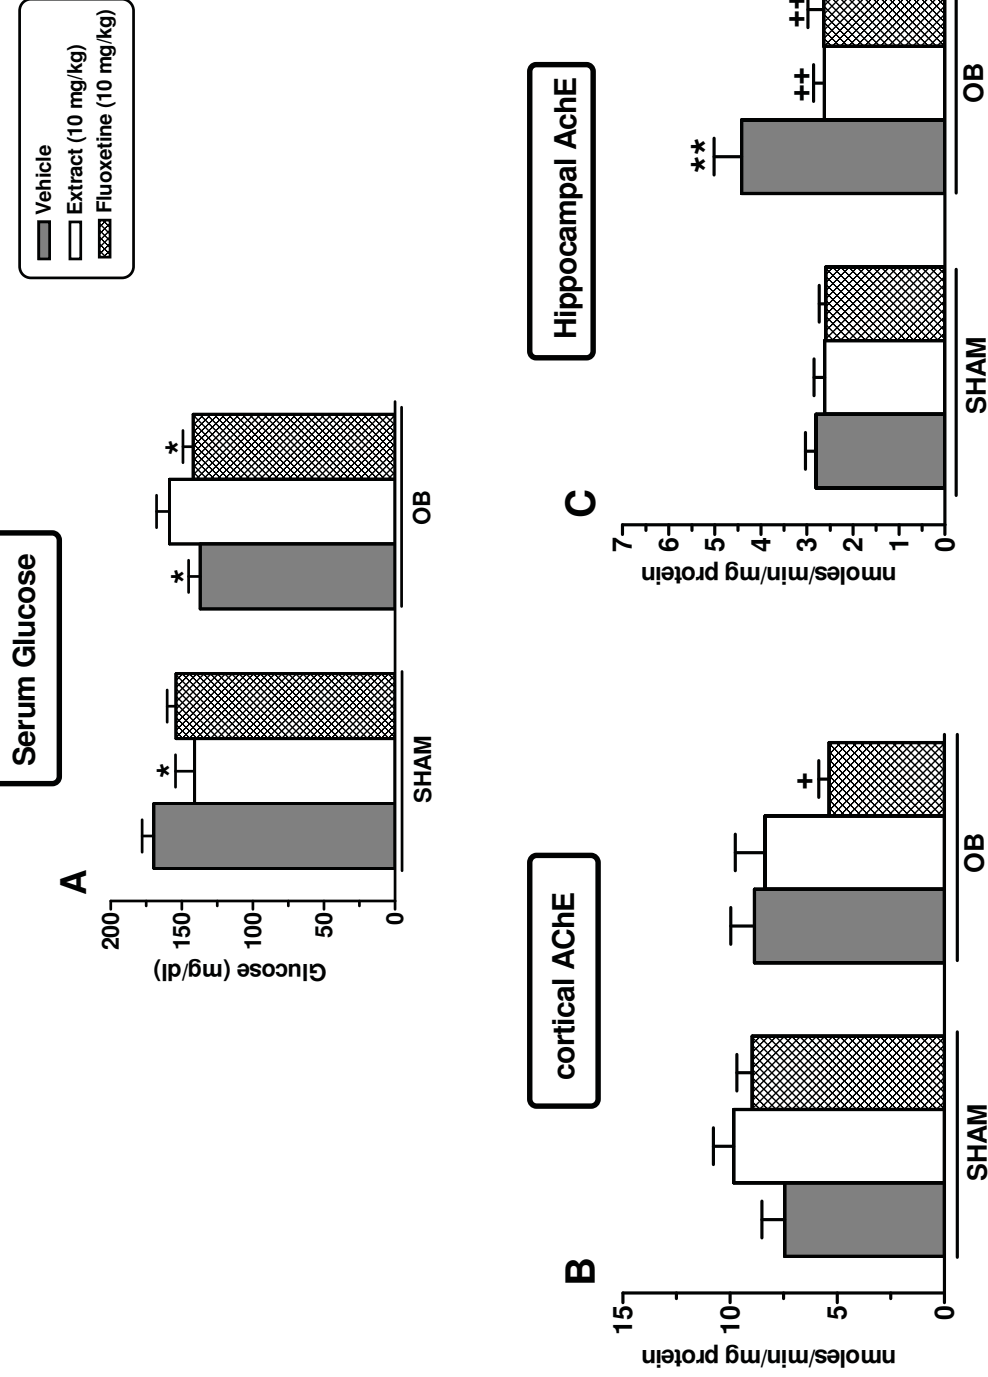 Serum Glucose
Vehicle
Extract (10 mg/kg)
Fluoxetine (10 mg/kg)
A
Glucose (mg/dl)
200
150
100
50
0
*
*
*
SHAM
OB
cortical AChE
B
nmoles/min/mg protein
15
10
5
0
+
SHAM
OB
Hippocampal AchE
C
nmoles/min/mg protein
7
6
5
4
3
2
1
0
**
++
++
SHAM
OB